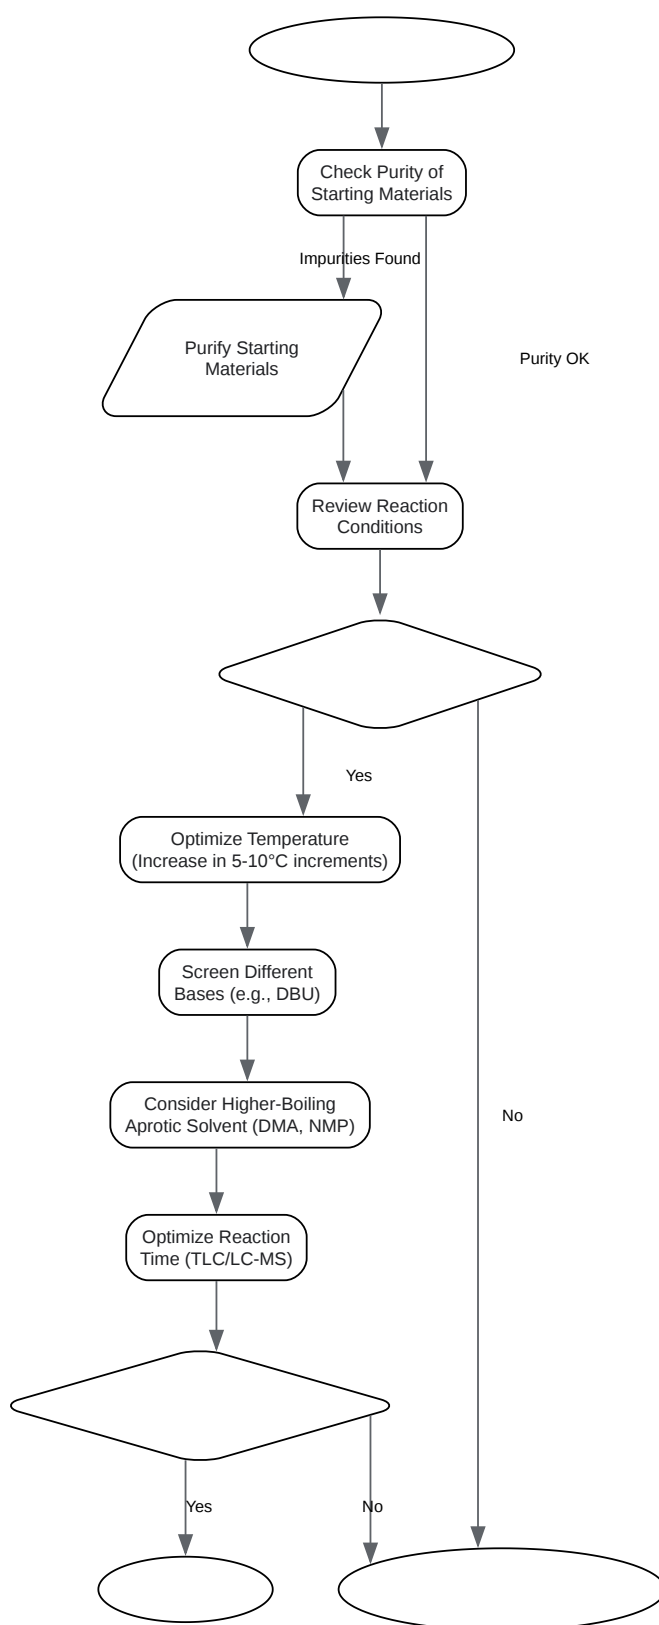 Check Purity of
Starting Materials
Impurities Found
Purify Starting
Materials
Purity OK
Review Reaction
Conditions
Yes
Optimize Temperature
(Increase in 5-10°C increments)
Screen Different
Bases (e.g., DBU)
Consider Higher-Boiling
Aprotic Solvent (DMA, NMP)
No
Optimize Reaction
Time (TLC/LC-MS)
Yes
No